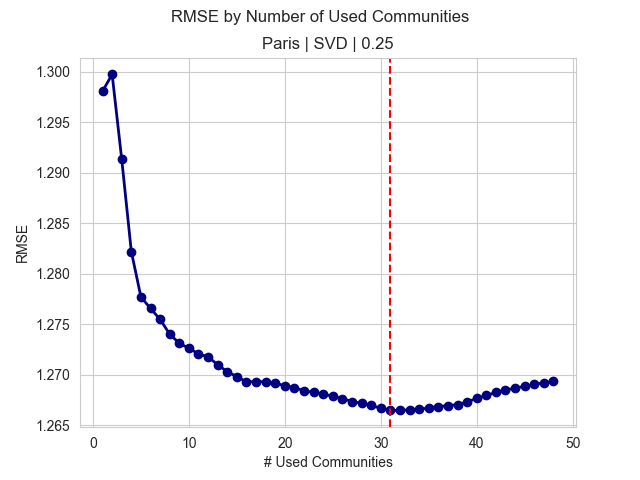 RMSE by Number of Used Communities
Paris | SVD | 0.25
1.300
1.295
1.290
1.285
1.280
1.275
1.270
1.265
RMSE
0 10 20 30 40 50
# Used Communities